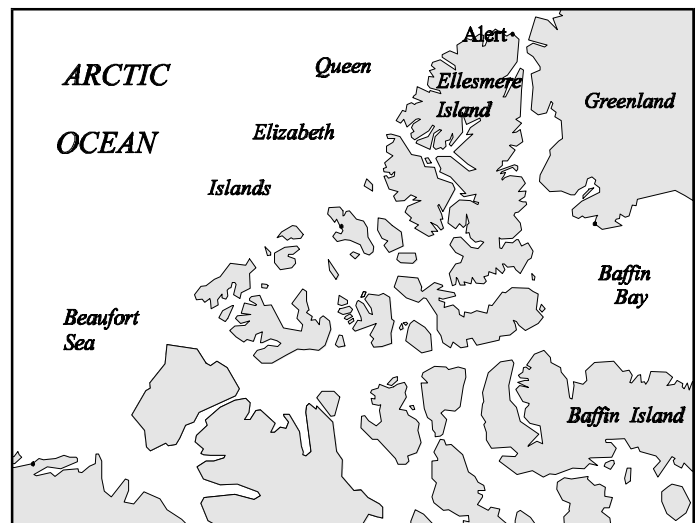 Alert
ARCTIC
Queen
Ellesmere
Island
Greenland
OCEAN
Elizabeth
Islands
Baffin
Bay
Beaufort
Sea
Baffin Island